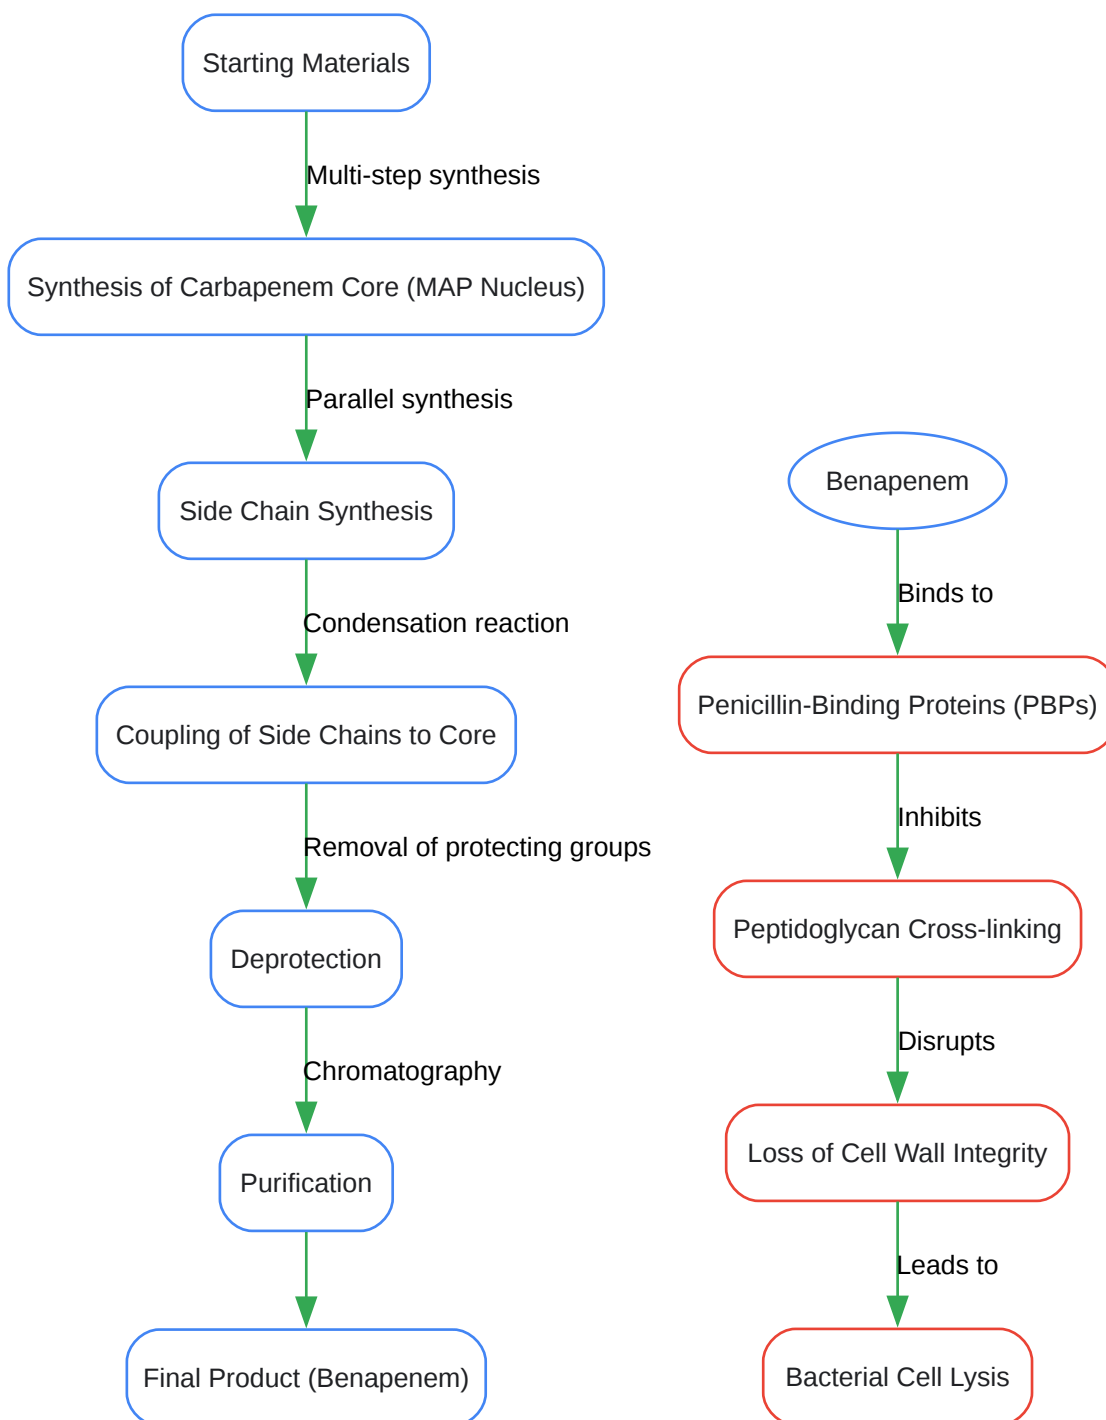 Starting Materials
Multi-step synthesis
Synthesis of Carbapenem Core (MAP Nucleus)
Parallel synthesis
Side Chain Synthesis
Condensation reaction
Coupling of Side Chains to Core
Removal of protecting groups
Deprotection
Chromatography
Purification
Final Product (Benapenem)
Benapenem
Binds to
Penicillin-Binding Proteins (PBPs)
Inhibits
Peptidoglycan Cross-linking
Disrupts
Loss of Cell Wall Integrity
Leads to
Bacterial Cell Lysis